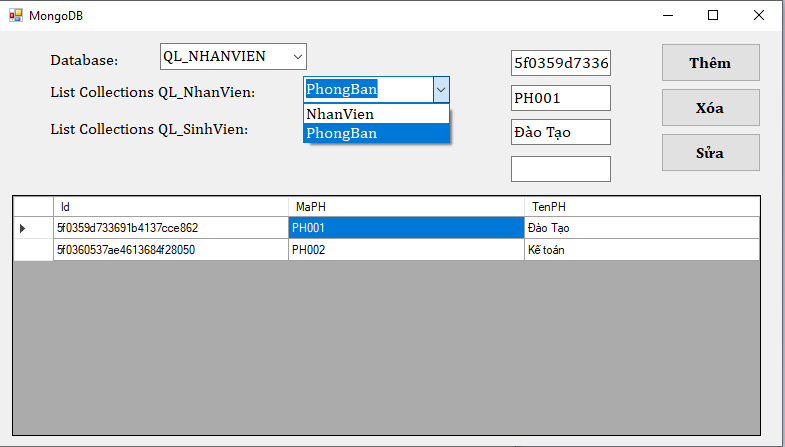 MongoDB
Database: QL_NHANVIEN 5f0359d7336 Thêm
List Collections QL_NhanVien: PhongBan PH001 Xóa
NhanVien
List Collections QL_SinhVien: PhongBan Đào Tạo Sửa
Id MaPH TenPH
5f0359d733691b4137cce862 PH001 Đào Tạo
5f0360537ae4613684f28050 PH002 Kế toán